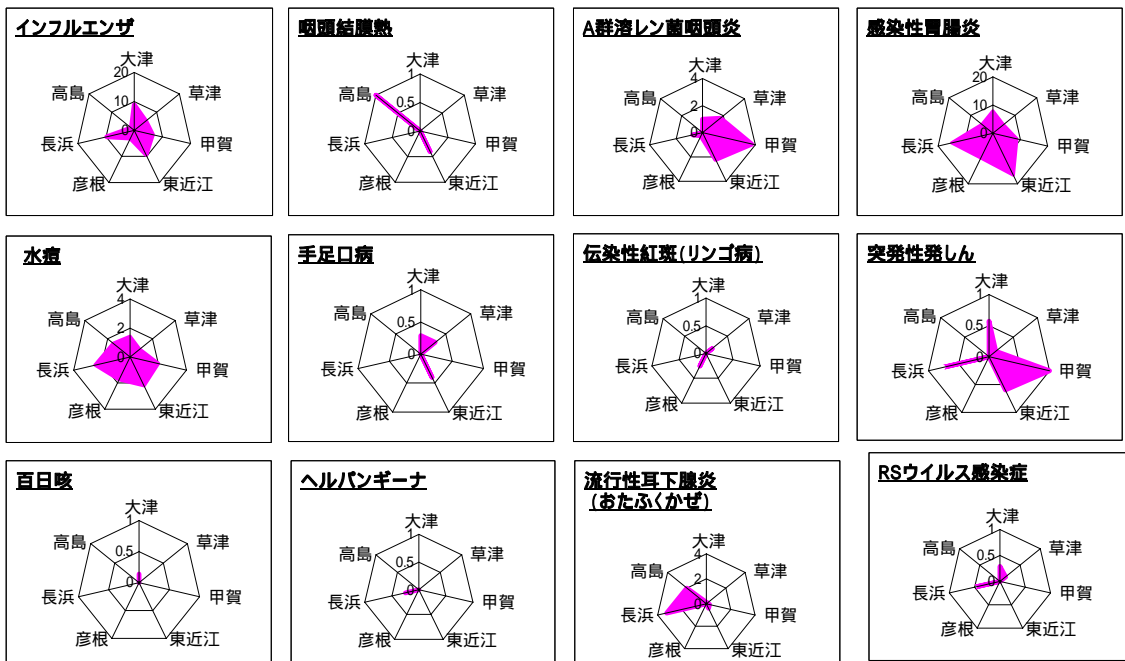 インフルエンザ
大津
20
草津
10
高島
0
甲賀
長浜
東近江
彦根
咽頭結膜熱
大津
1
草津
0.5
高島
0
甲賀
長浜
東近江
彦根
A群溶レン菌咽頭炎
大津
4
草津
2
高島
0
甲賀
長浜
東近江
彦根
感染性胃腸炎
大津
20
草津
10
高島
0
甲賀
長浜
東近江
彦根
水痘
大津
4
草津
2
高島
0
甲賀
長浜
東近江
彦根
手足口病
大津
1
草津
0.5
高島
0
甲賀
長浜
東近江
彦根
伝染性紅斑(リンゴ病)
大津
1
草津
0.5
高島
0
甲賀
長浜
東近江
彦根
突発性発しん
大津
1
草津
0.5
高島
0
甲賀
長浜
東近江
彦根
百日咳
大津
1
草津
0.5
高島
0
甲賀
長浜
東近江
彦根
ヘルパンギーナ
大津
1
草津
0.5
高島
0
甲賀
長浜
東近江
彦根
流行性耳下腺炎
(おたふくかぜ)
大津
4
草津
2
高島
0
甲賀
長浜
東近江
彦根
RSウイルス感染症
大津
1
草津
0.5
高島
0
甲賀
長浜
東近江
彦根